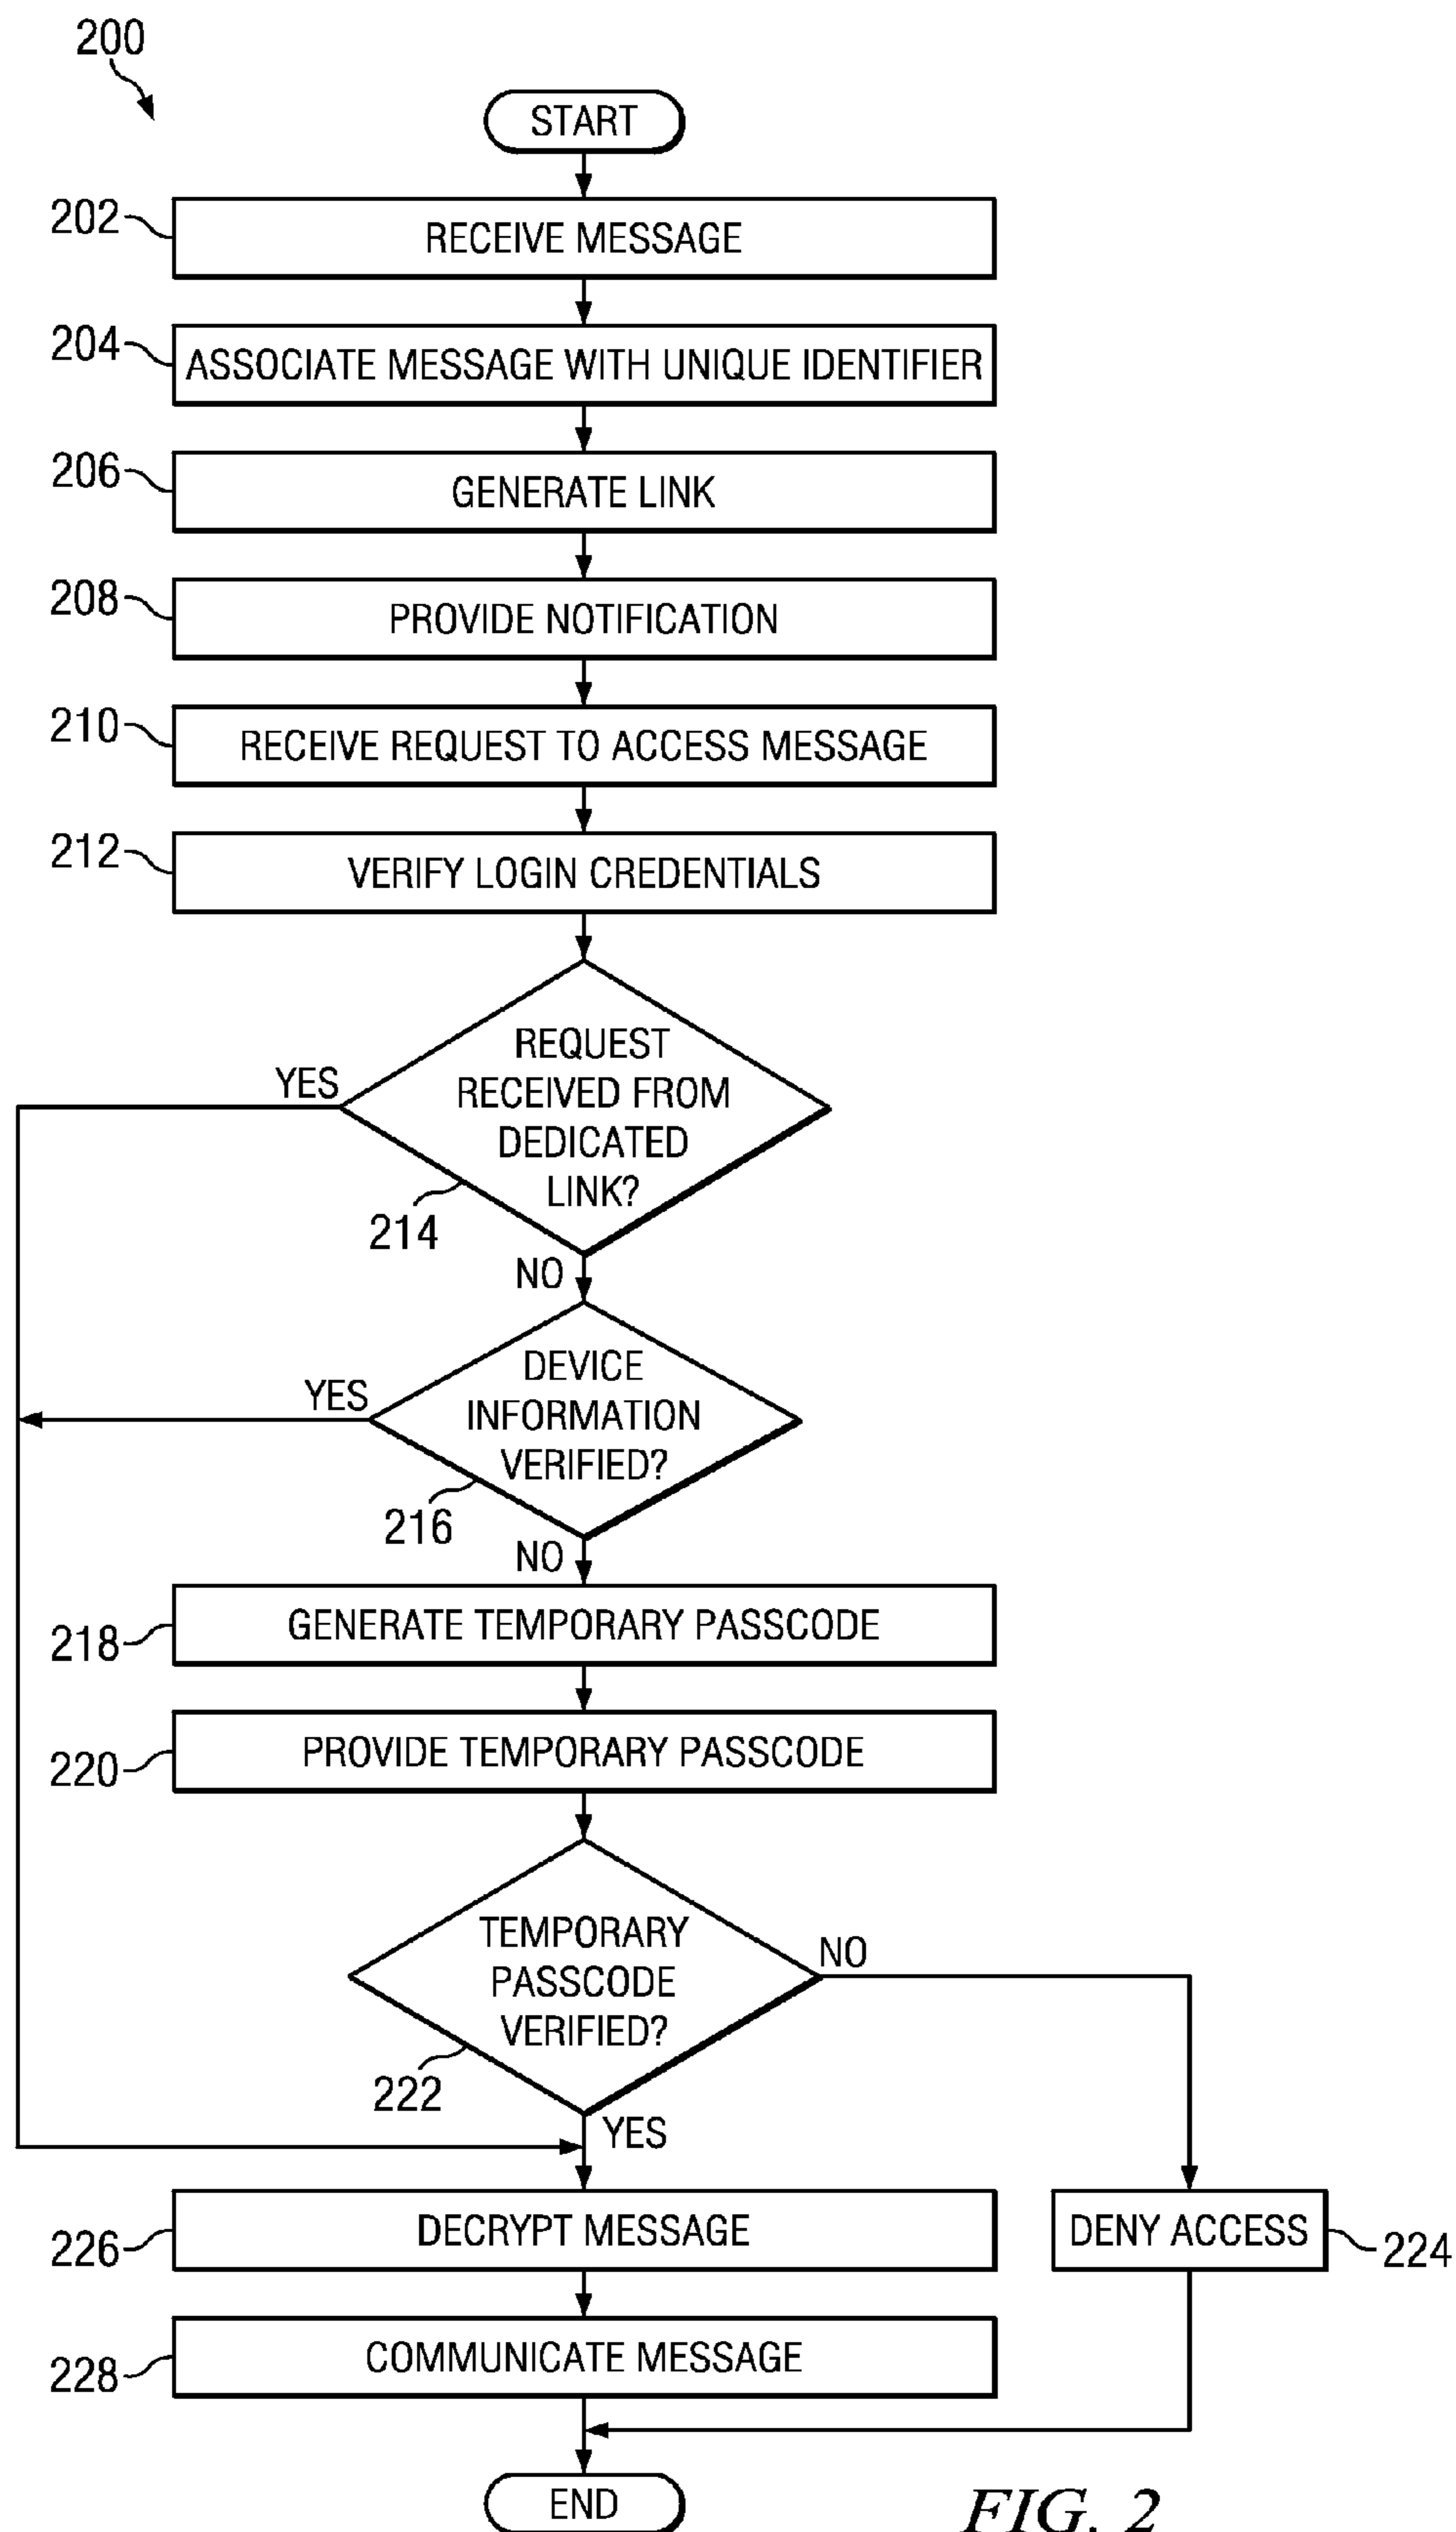 200
START
202
RECEIVE MESSAGE
204
ASSOCIATE MESSAGE WITH UNIQUE IDENTIFIER
206
GENERATE LINK
208
PROVIDE NOTIFICATION
210
RECEIVE REQUEST TO ACCESS MESSAGE
212
VERIFY LOGIN CREDENTIALS
REQUEST
RECEIVED FROM
DEDICATED
LINK?
YES
214
NO
DEVICE
INFORMATION
VERIFIED?
YES
216
NO
218
GENERATE TEMPORARY PASSCODE
220
PROVIDE TEMPORARY PASSCODE
TEMPORARY
PASSCODE
VERIFIED?
NO
222
YES
226
DECRYPT MESSAGE
DENY ACCESS
224
228
COMMUNICATE MESSAGE
END
FIG. 2